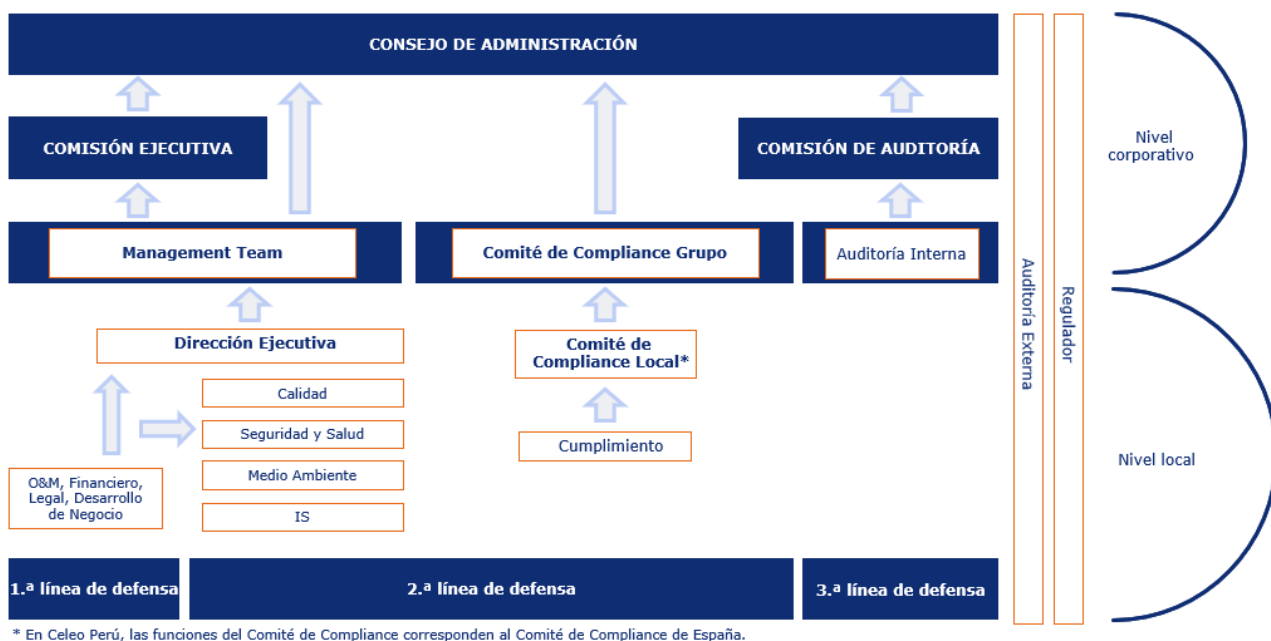 CONSEJO DE ADMINISTRACIÓN
COMISIÓN EJECUTIVA
COMISIÓN DE AUDITORÍA
Nivel
corporativo
Management Team
Comité de Compliance Grupo
Auditoría Interna
Auditoría Externa
Regulador
Dirección Ejecutiva
Comité de
Compliance Local*
Calidad
Seguridad y Salud
Cumplimiento
Medio Ambiente
Nivel local
O&M, Financiero,
Legal, Desarrollo
de Negocio
IS
1.ª línea de defensa
2.ª línea de defensa
3.ª línea de defensa
* En Celeo Perú, las funciones del Comité de Compliance corresponden al Comité de Compliance de España.